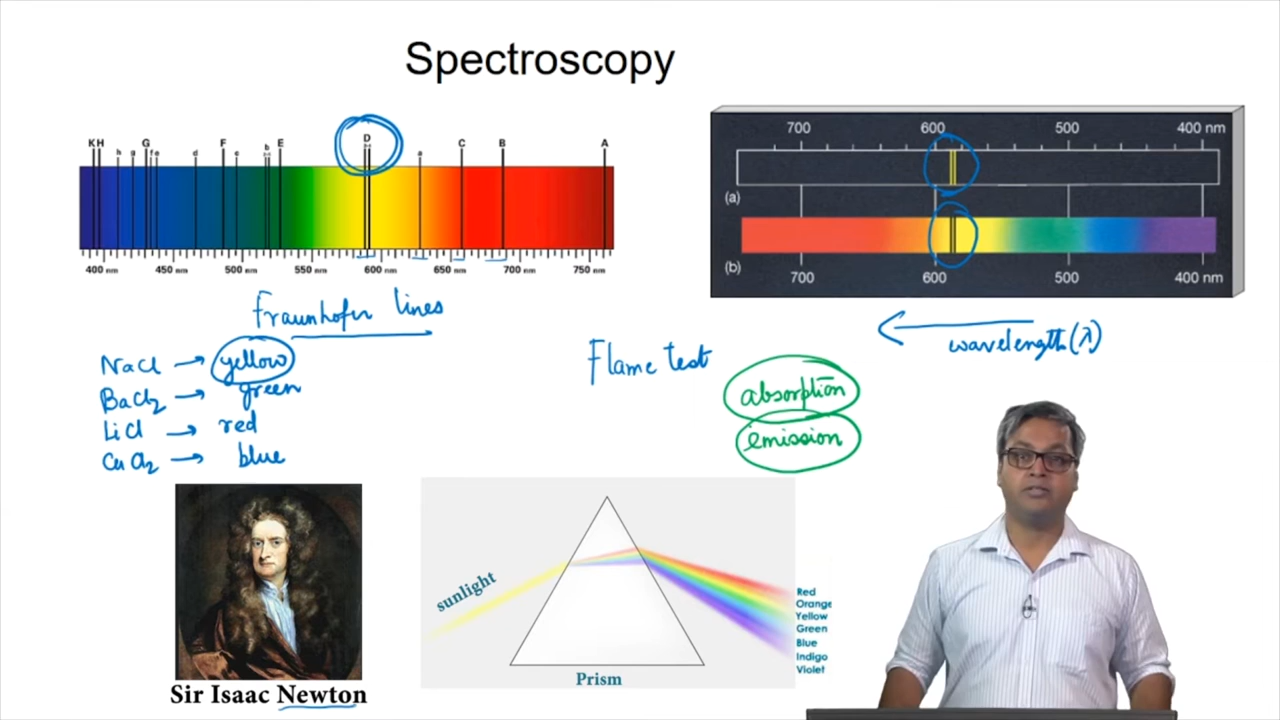 Spectroscopy
K H h g G f e d F c b E D a C B A
400 nm 450 nm 500 nm 550 nm 600 nm 650 nm 700 nm 750 nm
700 600 500 400 nm
(a)
(b)
700 600 500 400 nm
Fraunhofer lines
wavelength (λ)
Flame test
NaCl → yellow
BaCl2 → green
LiCl → red
CuCl2 → blue
absorption
emission
sunlight
Prism
Red
Orange
Yellow
Green
Blue
Indigo
Violet
Sir Isaac Newton